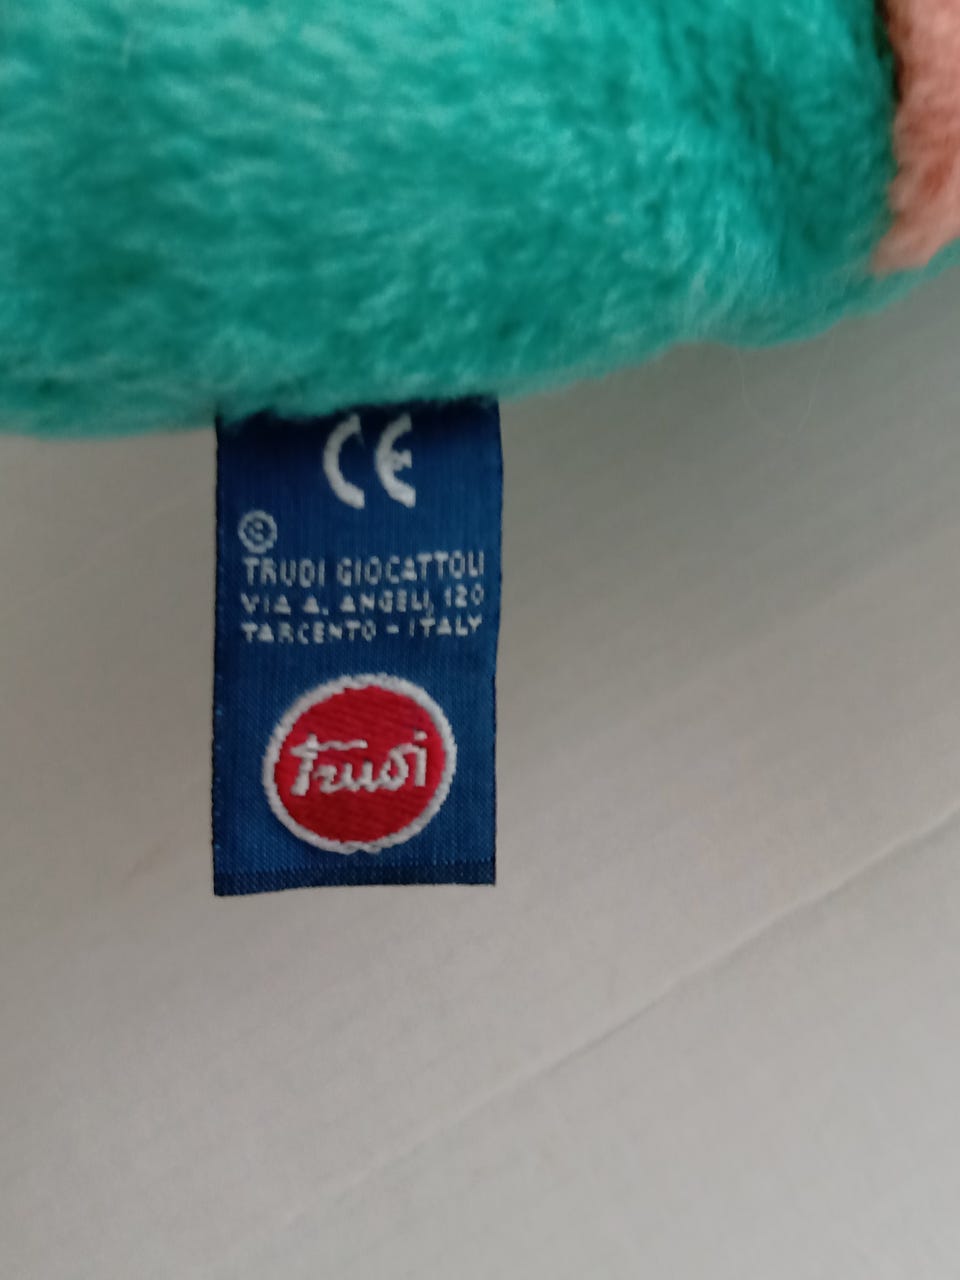 CE
©
TRUDI GIOCATTOLI
VIA A. ANGELI, 120
TARCENTO - ITALY
Trudi